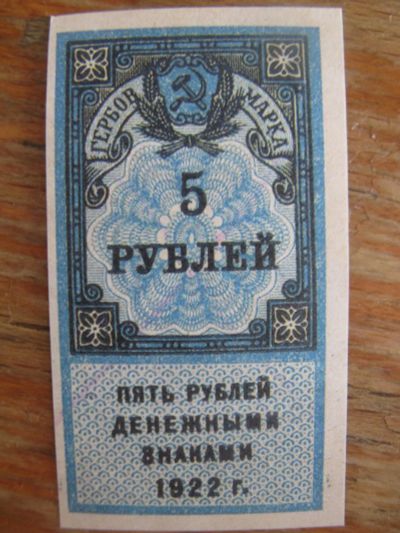 ГЕРБОВ МАРКА
5
РУБЛЕЙ
ПЯТЬ РУБЛЕЙ
ДЕНЕЖНЫМИ
ЗНАКАМИ
1922 г.